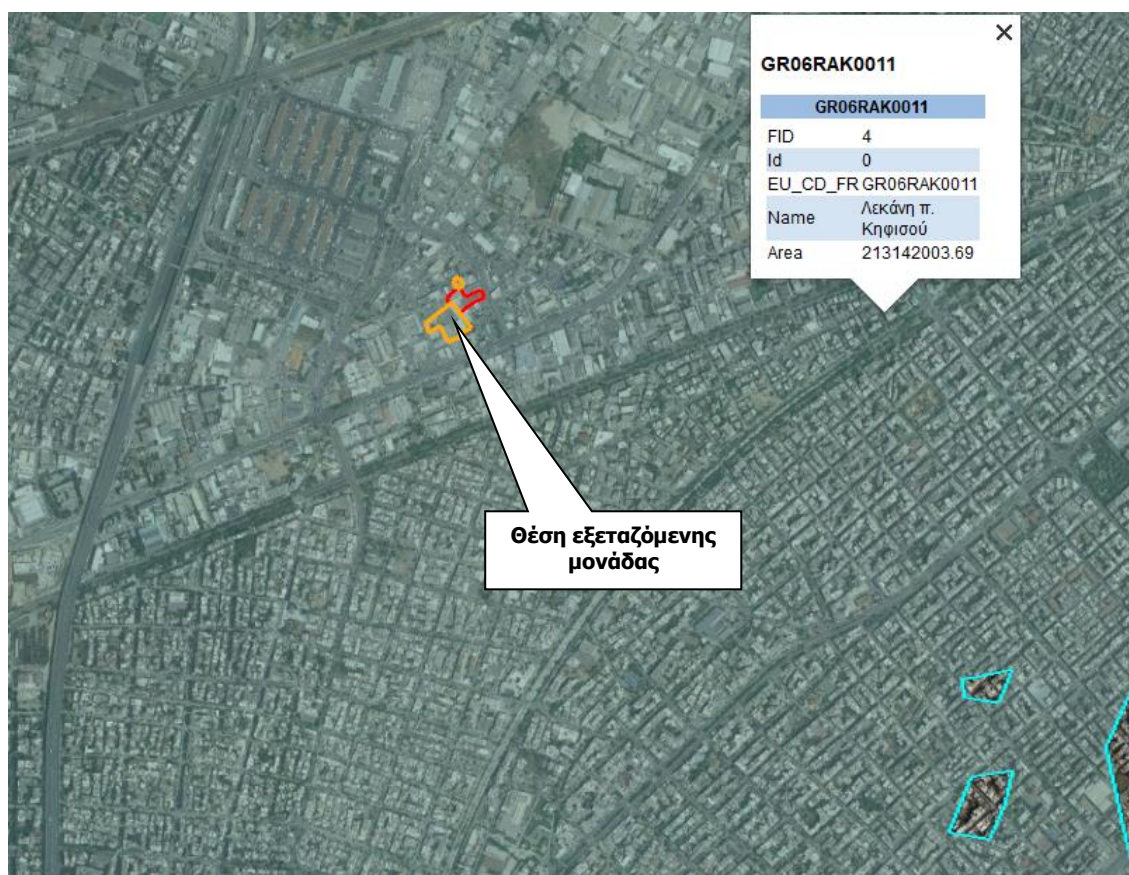 GR06RAK0011
GR06RAK0011
FID 4
Id 0
EU_CD_FR GR06RAK0011
Name Λεκάνη π.
Κηφισού
Area 213142003.69
Θέση εξεταζόμενης
μονάδας